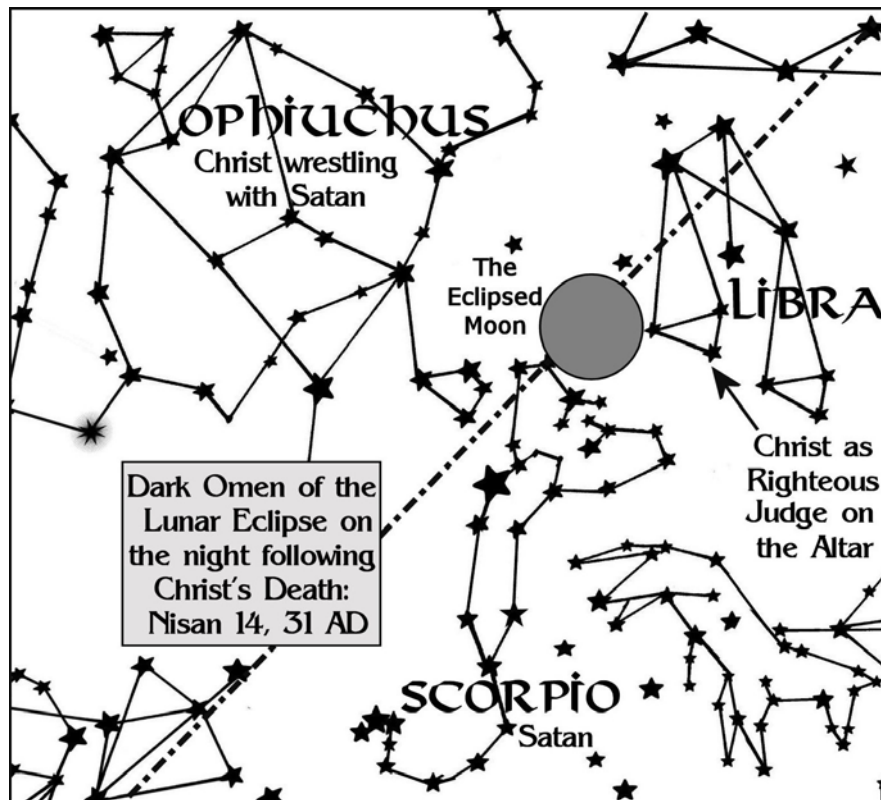 OPHIUCHUS
Christ wrestling
with Satan
The
Eclipsed
Moon
LIBRA
Christ as
Righteous
Judge on
the Altar
Dark Omen of the
Lunar Eclipse on
the night following
Christ's Death:
Nisan 14, 31 AD
SCORPIO
Satan